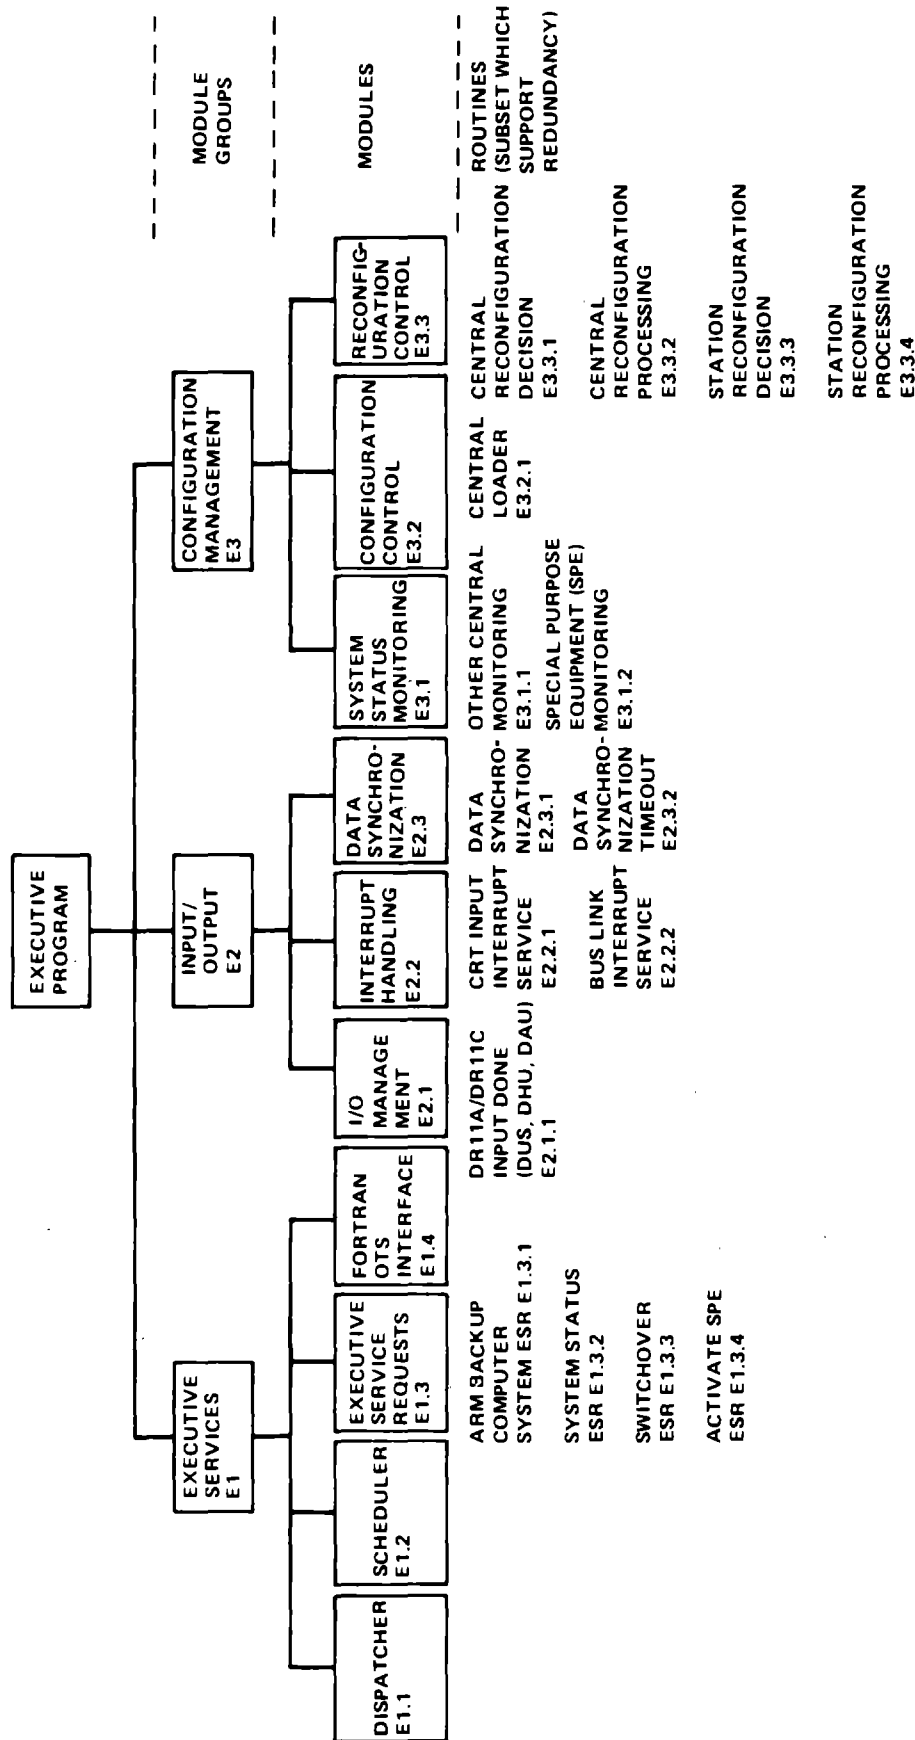 EXECUTIVE
PROGRAM
MODULE
GROUPS
EXECUTIVE
SERVICES
E1
INPUT/
OUTPUT
E2
CONFIGURATION
MANAGEMENT
E3
MODULES
DISPATCHER
E1.1
SCHEDULER
E1.2
EXECUTIVE
SERVICE
REQUESTS
E1.3
FORTRAN
OTS
INTERFACE
E1.4
I/O
MANAGE
MENT
E2.1
INTERRUPT
HANDLING
E2.2
DATA
SYNCHRO-
NIZATION
E2.3
SYSTEM
STATUS
MONITORING
E3.1
CONFIGURATION
CONTROL
E3.2
RECONFIG-
URATION
CONTROL
E3.3
ROUTINES
(SUBSET WHICH
SUPPORT
REDUNDANCY)
ARM BACKUP
COMPUTER
SYSTEM ESR E1.3.1
SYSTEM STATUS
ESR E1.3.2
SWITCHOVER
ESR E1.3.3
ACTIVATE SPE
ESR E1.3.4
DR11A/DR11C
INPUT DONE
(DUS, DHU, DAU)
E2.1.1
CRT INPUT
INTERRUPT
SERVICE
E2.2.1
BUS LINK
INTERRUPT
SERVICE
E2.2.2
DATA
SYNCHRO-
NIZATION
E2.3.1
DATA
SYNCHRO-
NIZATION
TIMEOUT
E2.3.2
OTHER CENTRAL
MONITORING
E3.1.1
SPECIAL PURPOSE
EQUIPMENT (SPE)
MONITORING
E3.1.2
CENTRAL
LOADER
E3.2.1
CENTRAL
RECONFIGURATION
DECISION
E3.3.1
CENTRAL
RECONFIGURATION
PROCESSING
E3.3.2
STATION
RECONFIGURATION
DECISION
E3.3.3
STATION
RECONFIGURATION
PROCESSING
E3.3.4